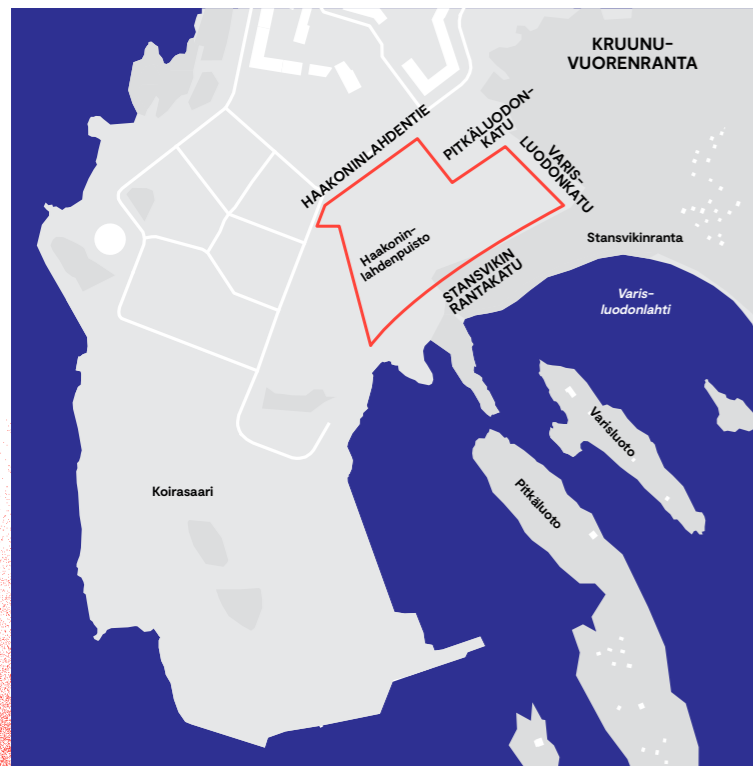 KRUUNU-
VUORENRANTA
HAAKONINLAHDENTIE
PITKÄLUODON-
KATU
VARIS-
LUODONKATU
Haakonin-
lahdenpuisto
STANSVIKIN
RANTAKATU
Stansvikinranta
Varis-
luodonlahti
Varisluoto
Pitkäluoto
Koirasaari